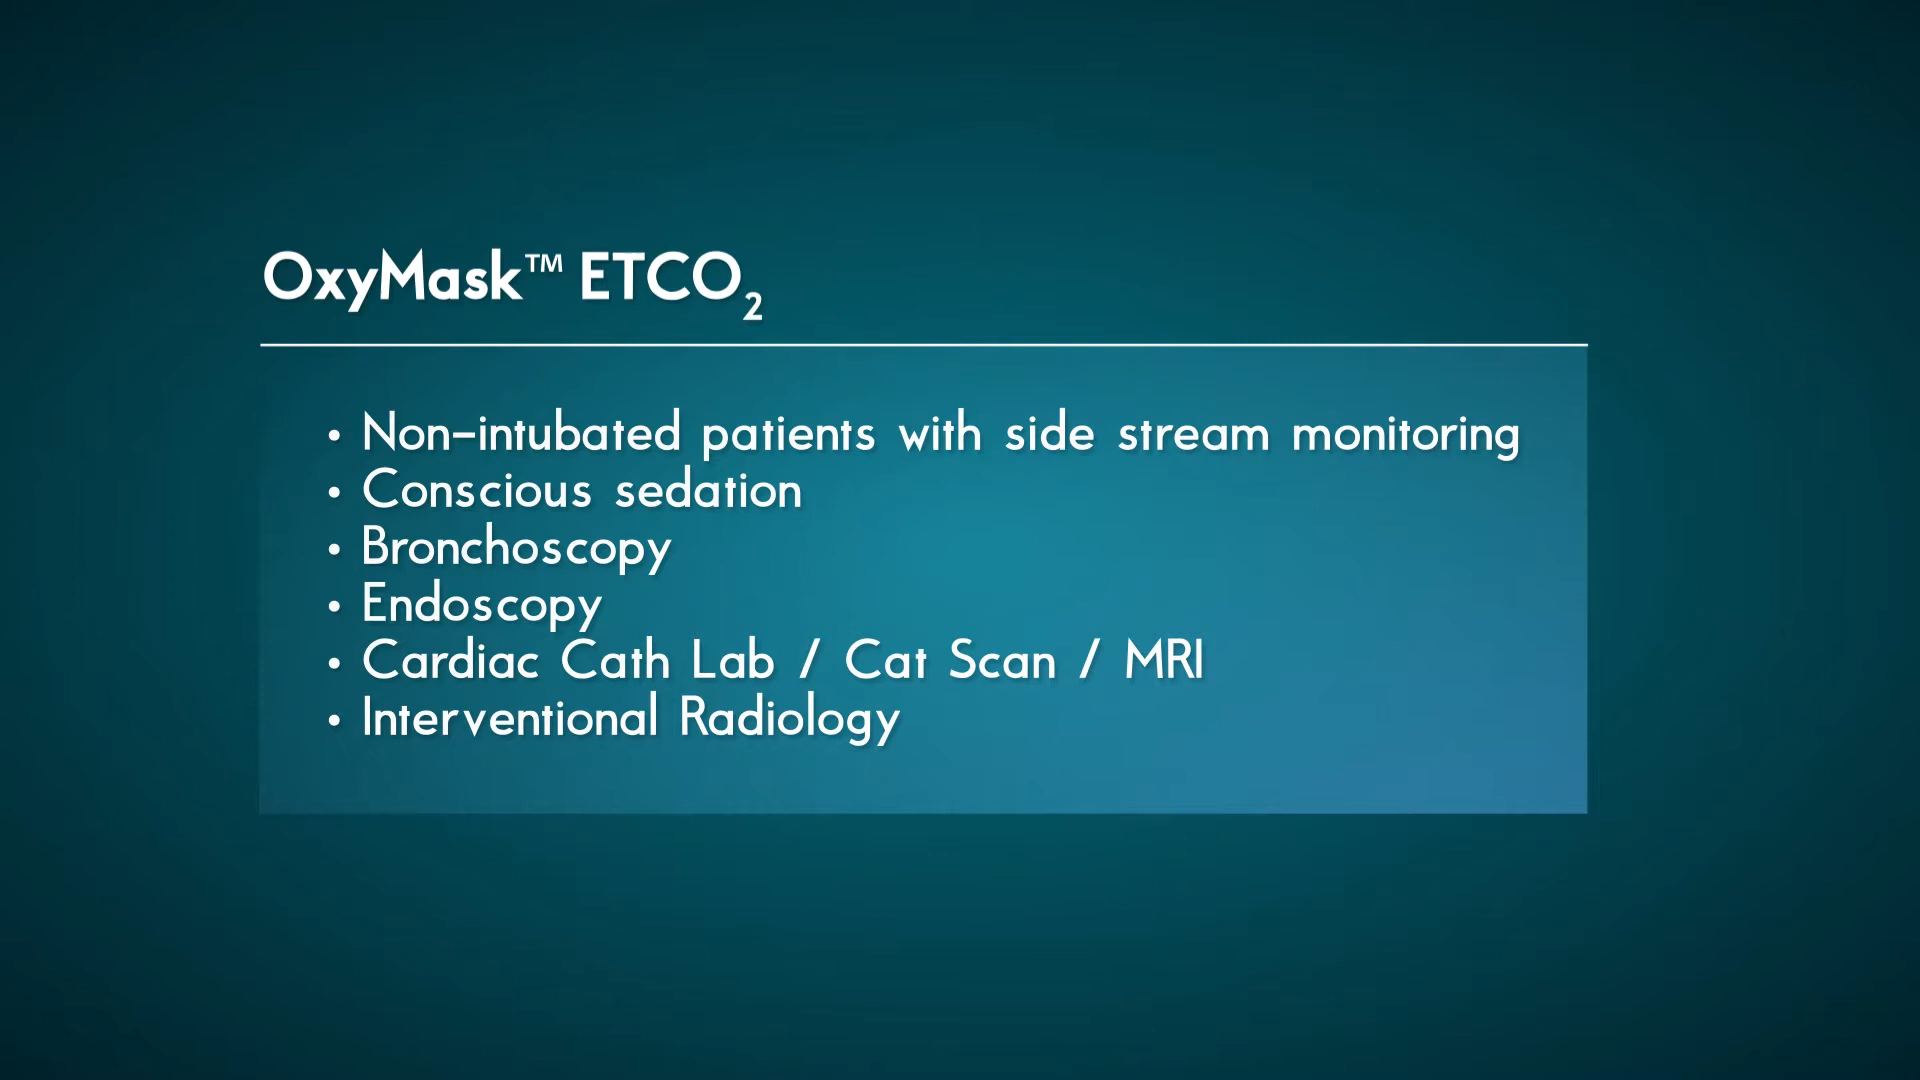 OxyMask™ ETCO₂
• Non-intubated patients with side stream monitoring
• Conscious sedation
• Bronchoscopy
• Endoscopy
• Cardiac Cath Lab / Cat Scan / MRI
• Interventional Radiology